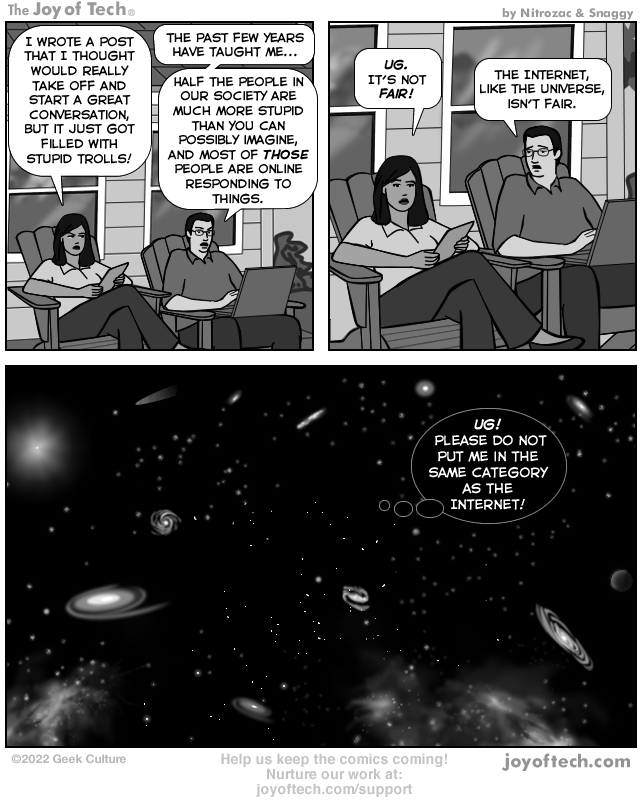 The Joy of Tech®
by Nitrozac & Snaggy
I WROTE A POST
THAT I THOUGHT
WOULD REALLY
TAKE OFF AND
START A GREAT
CONVERSATION,
BUT IT JUST GOT
FILLED WITH
STUPID TROLLS!
THE PAST FEW YEARS
HAVE TAUGHT ME...
HALF THE PEOPLE IN
OUR SOCIETY ARE
MUCH MORE STUPID
THAN YOU CAN
POSSIBLY IMAGINE,
AND MOST OF THOSE
PEOPLE ARE ONLINE
RESPONDING TO
THINGS.
UG.
IT'S NOT
FAIR!
THE INTERNET,
LIKE THE UNIVERSE,
ISN'T FAIR.
UG!
PLEASE DO NOT
PUT ME IN THE
SAME CATEGORY
AS THE
INTERNET!
©2022 Geek Culture
Help us keep the comics coming!
Nurture our work at:
joyoftech.com/support
joyoftech.com